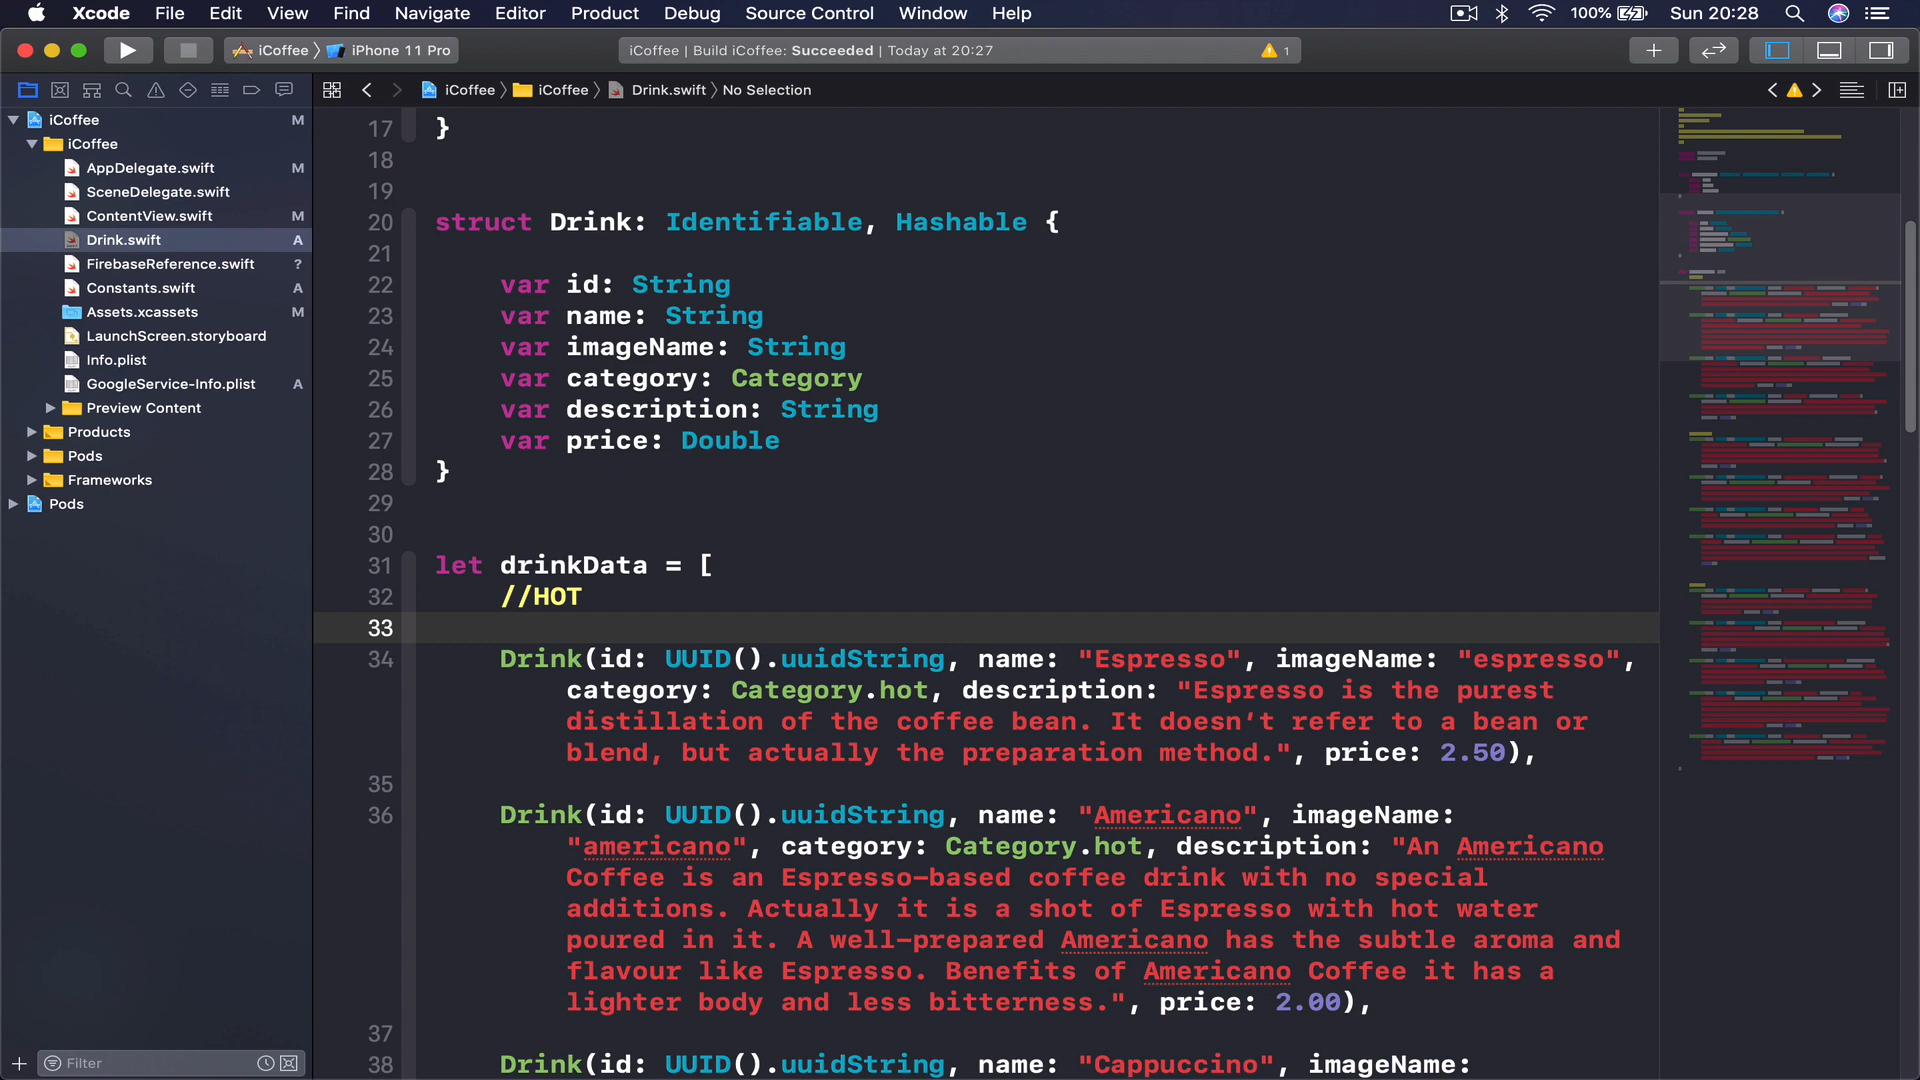 Xcode File Edit View Find Navigate Editor Product Debug Source Control Window Help 100% Sun 20:28
iCoffee iPhone 11 Pro iCoffee | Build iCoffee: Succeeded | Today at 20:27 1
iCoffee iCoffee Drink.swift No Selection
iCoffee M
iCoffee
AppDelegate.swift M
SceneDelegate.swift
ContentView.swift M
Drink.swift A
FirebaseReference.swift ?
Constants.swift A
Assets.xcassets M
LaunchScreen.storyboard
Info.plist
GoogleService-Info.plist A
Preview Content
Products
Pods
Frameworks
Pods
Filter
17 }
18
19
20 struct Drink: Identifiable, Hashable {
21
22 var id: String
23 var name: String
24 var imageName: String
25 var category: Category
26 var description: String
27 var price: Double
28 }
29
30
31 let drinkData = [
32 //HOT
33
34 Drink(id: UUID().uuidString, name: "Espresso", imageName: "espresso",
category: Category.hot, description: "Espresso is the purest
distillation of the coffee bean. It doesn’t refer to a bean or
blend, but actually the preparation method.", price: 2.50),
35
36 Drink(id: UUID().uuidString, name: "Americano", imageName:
"americano", category: Category.hot, description: "An Americano
Coffee is an Espresso-based coffee drink with no special
additions. Actually it is a shot of Espresso with hot water
poured in it. A well-prepared Americano has the subtle aroma and
flavour like Espresso. Benefits of Americano Coffee it has a
lighter body and less bitterness.", price: 2.00),
37
38 Drink(id: UUID().uuidString, name: "Cappuccino", imageName: